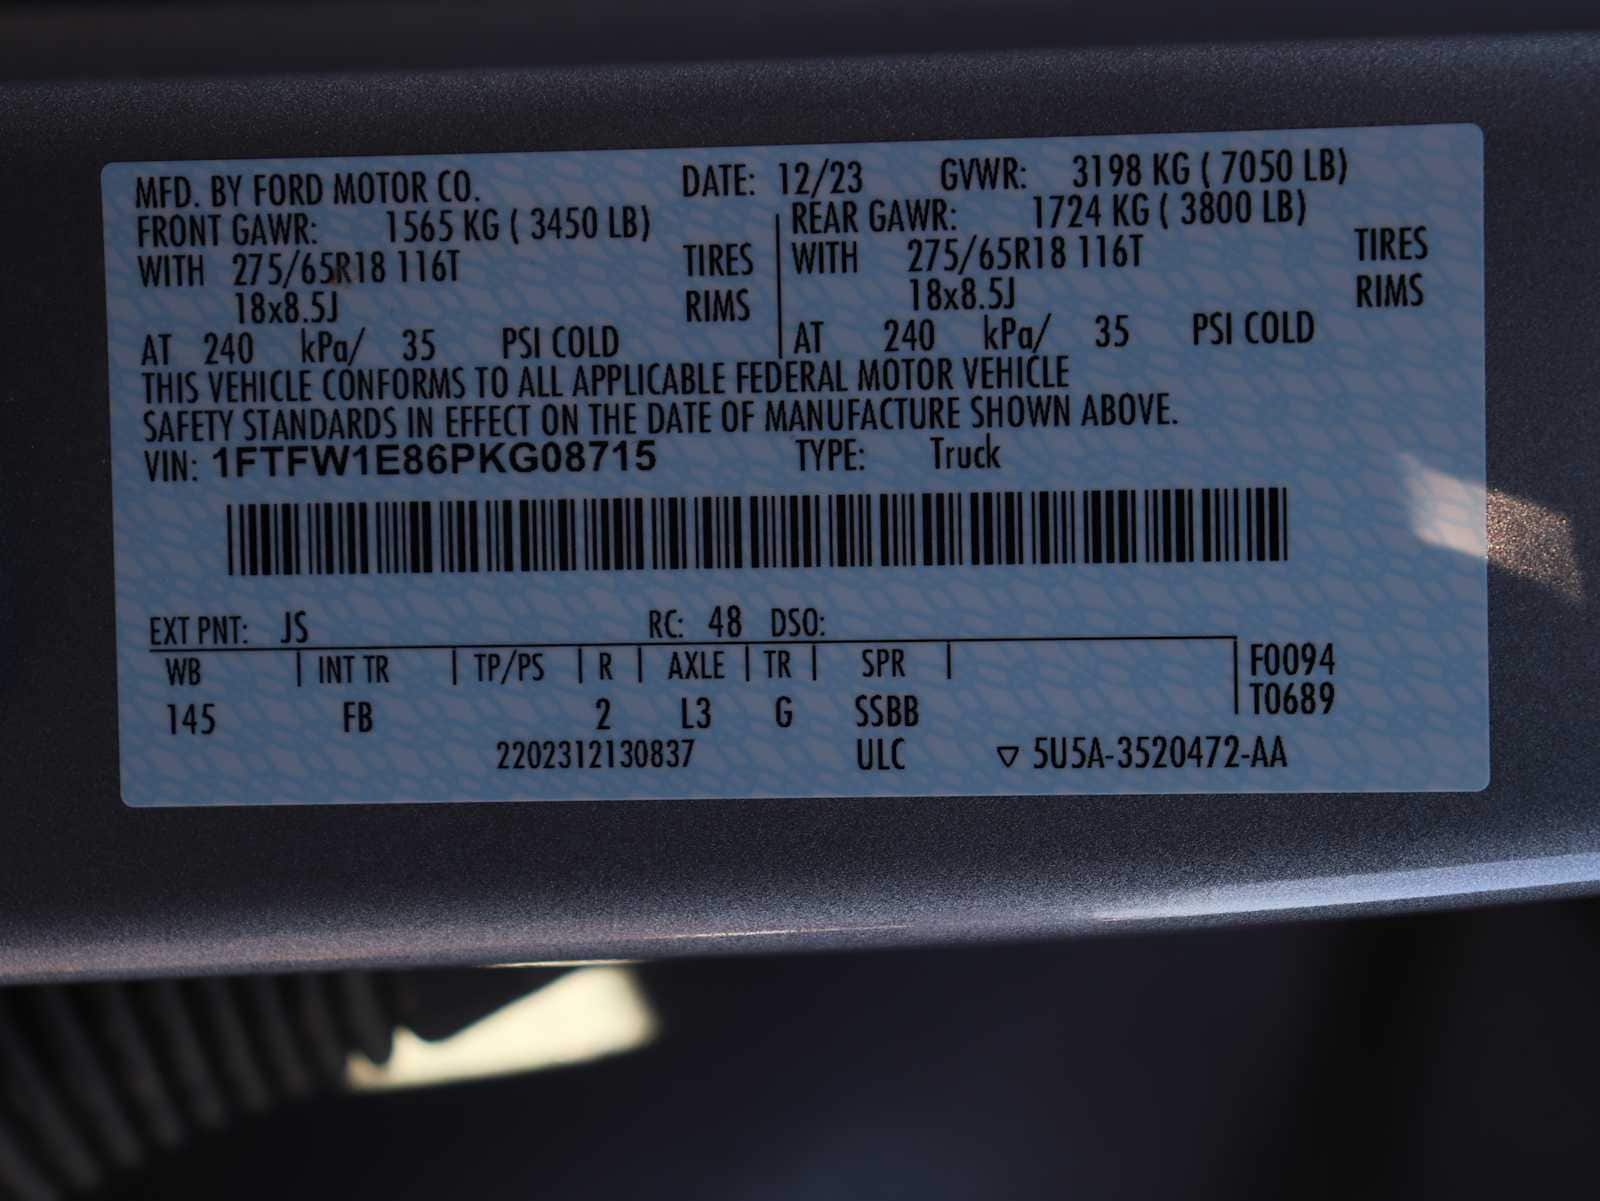 MFD. BY FORD MOTOR CO. DATE: 12/23 GVWR: 3198 KG ( 7050 LB)
FRONT GAWR: 1565 KG ( 3450 LB) REAR GAWR: 1724 KG ( 3800 LB)
WITH 275/65R18 116T TIRES WITH 275/65R18 116T TIRES
18x8.5J RIMS 18x8.5J RIMS
AT 240 kPa/ 35 PSI COLD AT 240 kPa/ 35 PSI COLD
THIS VEHICLE CONFORMS TO ALL APPLICABLE FEDERAL MOTOR VEHICLE
SAFETY STANDARDS IN EFFECT ON THE DATE OF MANUFACTURE SHOWN ABOVE.
VIN: 1FTFW1E86PKG08715 TYPE: Truck
EXT PNT: JS RC: 48 DSO:
WB INT TR TP/PS R AXLE TR SPR F0094
T0689
145 FB 2 L3 G SSBB
2202312130837 ULC ▽ 5U5A-3520472-AA